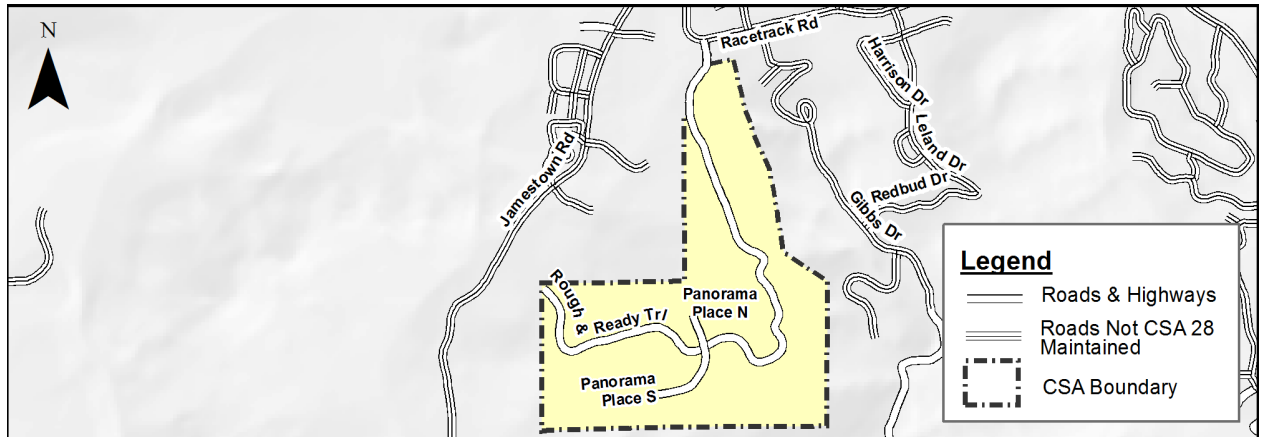 N
Racetrack Rd
Harrison Dr
Leland Dr
Jamestown Rd
Redbud Dr
Gibbs Dr
Rough & Ready Trl
Panorama
Place N
Panorama
Place S
Legend
Roads & Highways
Roads Not CSA 28
Maintained
CSA Boundary